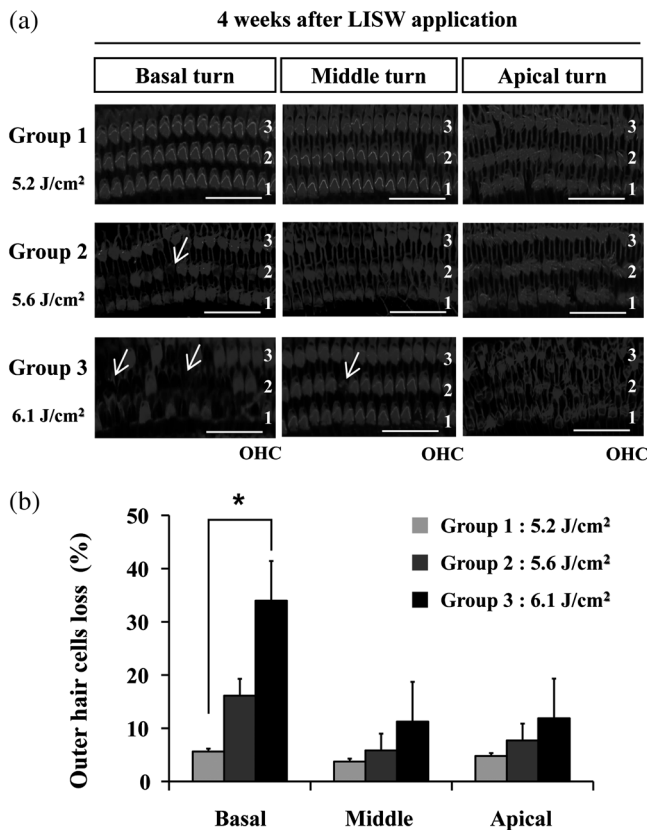 (a)
4 weeks after LISW application
Basal turn Middle turn Apical turn
Group 1
5.2 J/cm²
3 3 3
2 2 2
1 1 1
Group 2
5.6 J/cm²
3 3 3
2 2 2
1 1 1
Group 3
6.1 J/cm²
3 3 3
2 2 2
1 1 1
OHC OHC OHC
(b)
Outer hair cells loss (%)
50
40
30
20
10
0
*
Group 1 : 5.2 J/cm²
Group 2 : 5.6 J/cm²
Group 3 : 6.1 J/cm²
Basal Middle Apical